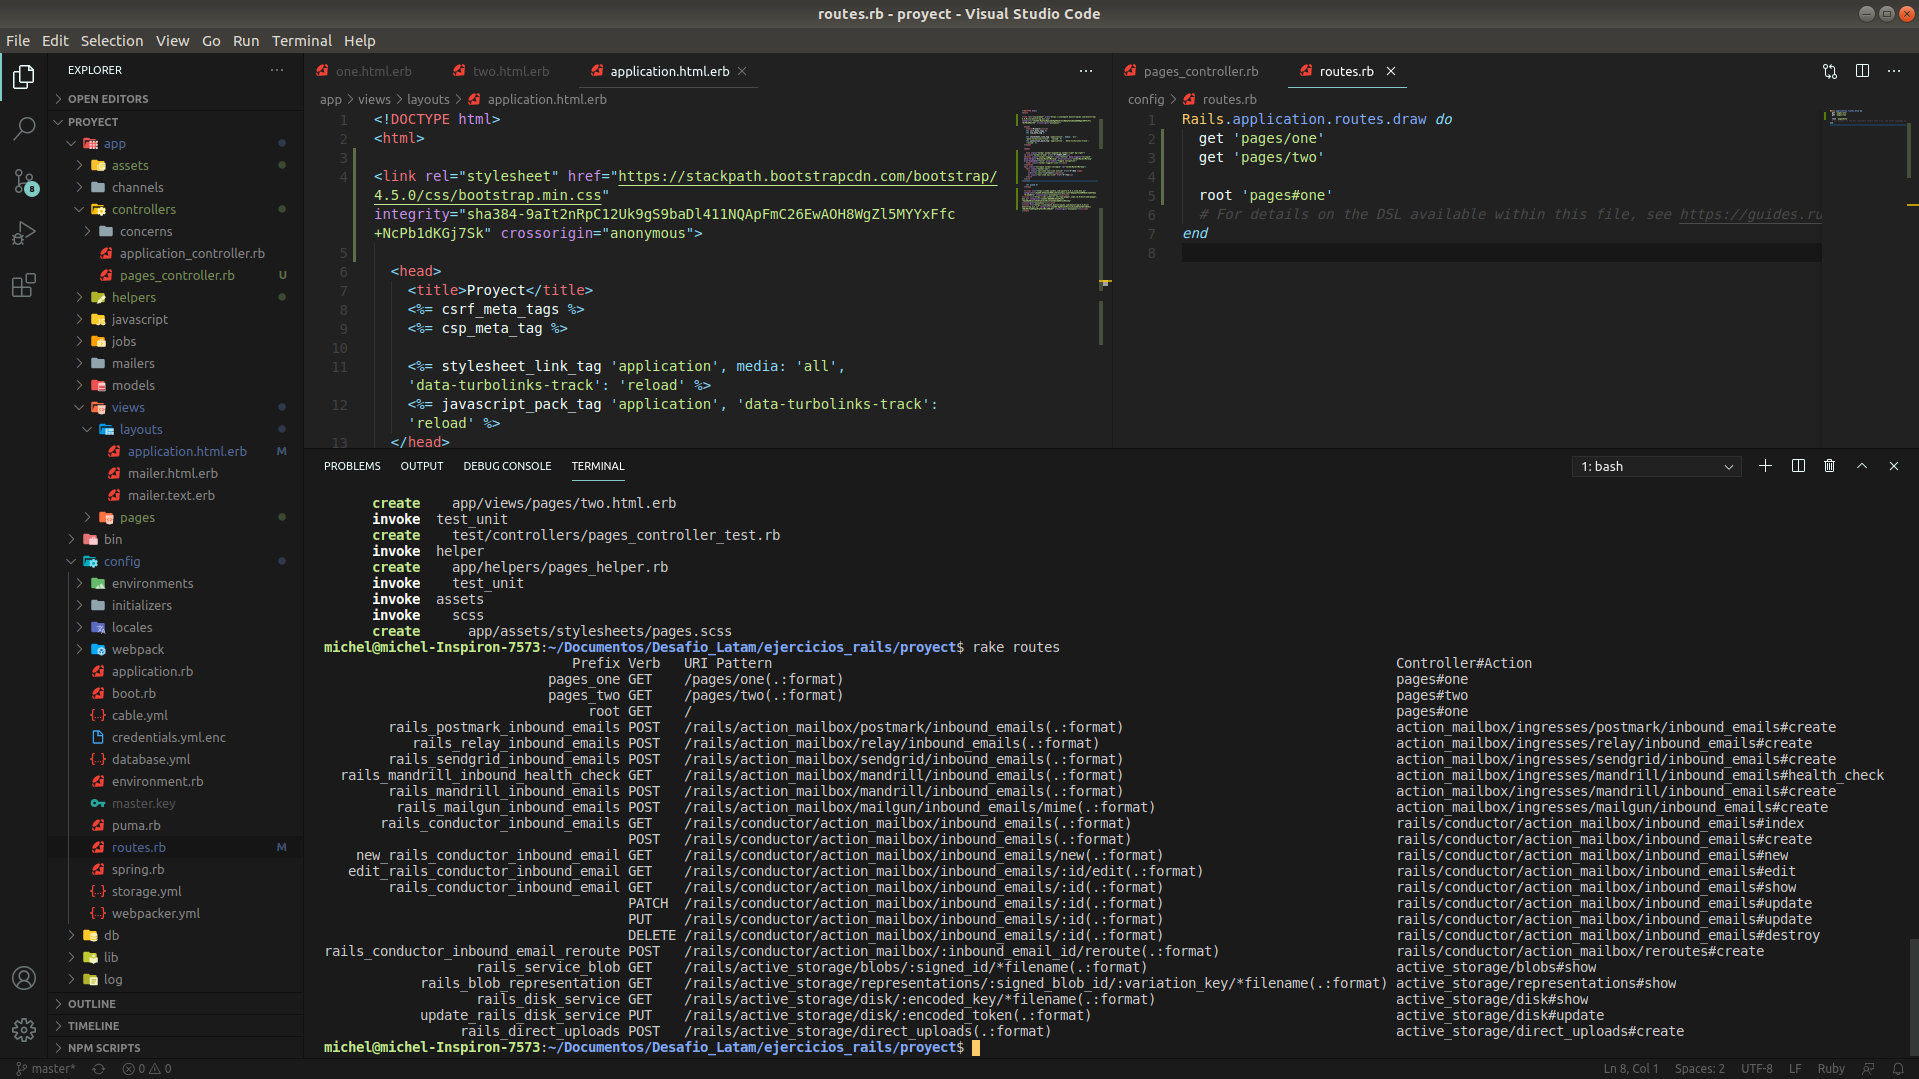 routes.rb - proyect - Visual Studio Code
File Edit Selection View Go Run Terminal Help
EXPLORER
OPEN EDITORS
PROYECT
app
assets
channels
controllers
concerns
application_controller.rb
pages_controller.rb U
helpers
javascript
jobs
mailers
models
views
layouts
application.html.erb M
mailer.html.erb
mailer.text.erb
pages
bin
config
environments
initializers
locales
webpack
application.rb
boot.rb
cable.yml
credentials.yml.enc
database.yml
environment.rb
master.key
puma.rb
routes.rb M
spring.rb
storage.yml
webpacker.yml
db
lib
log
OUTLINE
TIMELINE
NPM SCRIPTS
8
one.html.erb two.html.erb application.html.erb
app > views > layouts > application.html.erb
1 <!DOCTYPE html>
2 <html>
3
4 <link rel="stylesheet" href="https://stackpath.bootstrapcdn.com/bootstrap/
4.5.0/css/bootstrap.min.css"
integrity="sha384-9aIt2nRpC12Uk9gS9baDl411NQApFmC26EwAOH8WgZl5MYYxFfc
+NcPb1dKGj7Sk" crossorigin="anonymous">
5
6 <head>
7 <title>Proyect</title>
8 <%= csrf_meta_tags %>
9 <%= csp_meta_tag %>
10
11 <%= stylesheet_link_tag 'application', media: 'all',
'data-turbolinks-track': 'reload' %>
12 <%= javascript_pack_tag 'application', 'data-turbolinks-track':
'reload' %>
13 </head>
pages_controller.rb routes.rb
config > routes.rb
1 Rails.application.routes.draw do
2 get 'pages/one'
3 get 'pages/two'
4
5 root 'pages#one'
6 # For details on the DSL available within this file, see https://guides.ru
7 end
8
PROBLEMS OUTPUT DEBUG CONSOLE TERMINAL
1: bash
create app/views/pages/two.html.erb
invoke test_unit
create test/controllers/pages_controller_test.rb
invoke helper
create app/helpers/pages_helper.rb
invoke test_unit
invoke assets
invoke scss
create app/assets/stylesheets/pages.scss
michel@michel-Inspiron-7573:~/Documentos/Desafio_Latam/ejercicios_rails/proyect$ rake routes
Prefix Verb URI Pattern Controller#Action
pages_one GET /pages/one(.:format) pages#one
pages_two GET /pages/two(.:format) pages#two
root GET / pages#one
rails_postmark_inbound_emails POST /rails/action_mailbox/postmark/inbound_emails(.:format) action_mailbox/ingresses/postmark/inbound_emails#create
rails_relay_inbound_emails POST /rails/action_mailbox/relay/inbound_emails(.:format) action_mailbox/ingresses/relay/inbound_emails#create
rails_sendgrid_inbound_emails POST /rails/action_mailbox/sendgrid/inbound_emails(.:format) action_mailbox/ingresses/sendgrid/inbound_emails#create
rails_mandrill_inbound_health_check GET /rails/action_mailbox/mandrill/inbound_emails(.:format) action_mailbox/ingresses/mandrill/inbound_emails#health_check
rails_mandrill_inbound_emails POST /rails/action_mailbox/mandrill/inbound_emails(.:format) action_mailbox/ingresses/mandrill/inbound_emails#create
rails_mailgun_inbound_emails POST /rails/action_mailbox/mailgun/inbound_emails/mime(.:format) action_mailbox/ingresses/mailgun/inbound_emails#create
rails_conductor_inbound_emails GET /rails/conductor/action_mailbox/inbound_emails(.:format) rails/conductor/action_mailbox/inbound_emails#index
POST /rails/conductor/action_mailbox/inbound_emails(.:format) rails/conductor/action_mailbox/inbound_emails#create
new_rails_conductor_inbound_email GET /rails/conductor/action_mailbox/inbound_emails/new(.:format) rails/conductor/action_mailbox/inbound_emails#new
edit_rails_conductor_inbound_email GET /rails/conductor/action_mailbox/inbound_emails/:id/edit(.:format) rails/conductor/action_mailbox/inbound_emails#edit
rails_conductor_inbound_email GET /rails/conductor/action_mailbox/inbound_emails/:id(.:format) rails/conductor/action_mailbox/inbound_emails#show
PATCH /rails/conductor/action_mailbox/inbound_emails/:id(.:format) rails/conductor/action_mailbox/inbound_emails#update
PUT /rails/conductor/action_mailbox/inbound_emails/:id(.:format) rails/conductor/action_mailbox/inbound_emails#update
DELETE /rails/conductor/action_mailbox/inbound_emails/:id(.:format) rails/conductor/action_mailbox/inbound_emails#destroy
rails_conductor_inbound_email_reroute POST /rails/conductor/action_mailbox/:inbound_email_id/reroute(.:format) rails/conductor/action_mailbox/reroutes#create
rails_service_blob GET /rails/active_storage/blobs/:signed_id/*filename(.:format) active_storage/blobs#show
rails_blob_representation GET /rails/active_storage/representations/:signed_blob_id/:variation_key/*filename(.:format) active_storage/representations#show
rails_disk_service GET /rails/active_storage/disk/:encoded_key/*filename(.:format) active_storage/disk#show
update_rails_disk_service PUT /rails/active_storage/disk/:encoded_token(.:format) active_storage/disk#update
rails_direct_uploads POST /rails/active_storage/direct_uploads(.:format) active_storage/direct_uploads#create
michel@michel-Inspiron-7573:~/Documentos/Desafio_Latam/ejercicios_rails/proyect$
master* 0 0 Ln 8, Col 1 Spaces: 2 UTF-8 LF Ruby